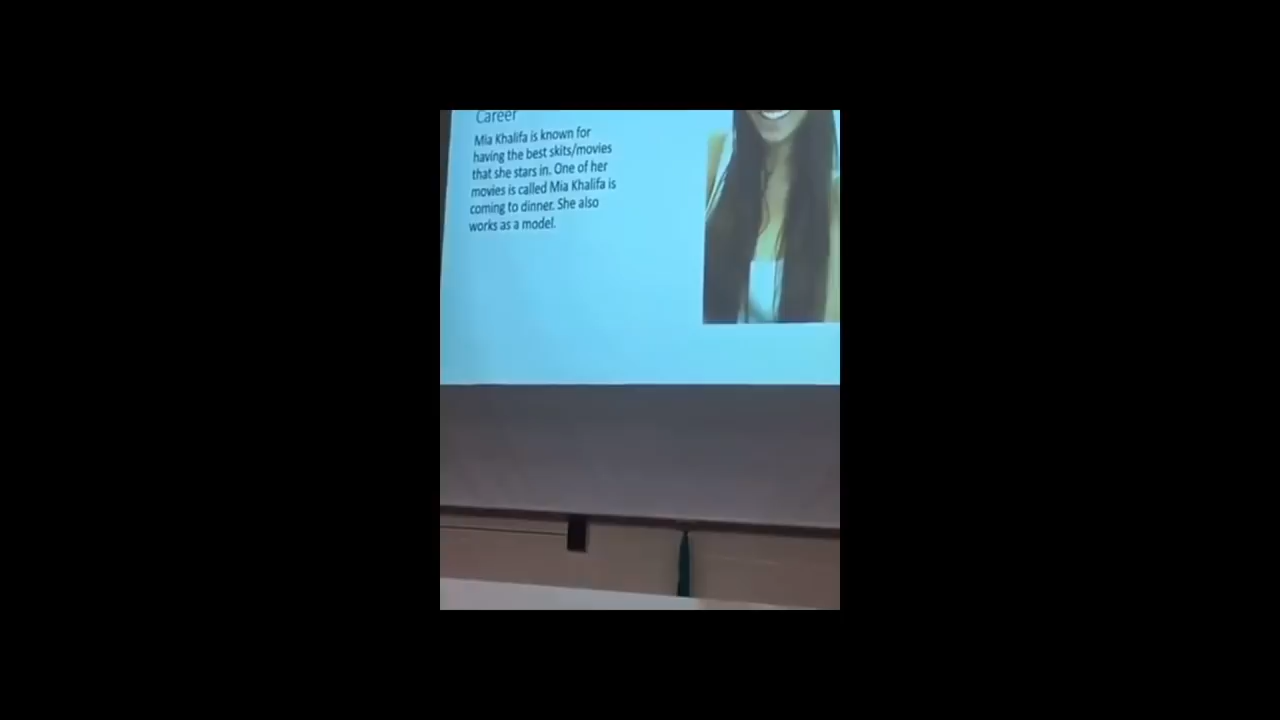 Career
Mia Khalifa is known for
having the best skits/movies
that she stars in. One of her
movies is called Mia Khalifa is
coming to dinner. She also
works as a model.